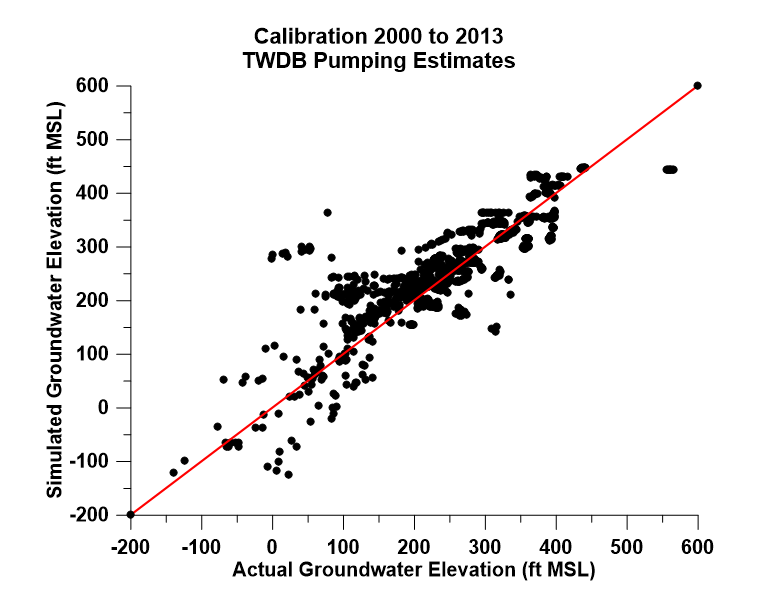 Calibration 2000 to 2013
TWDB Pumping Estimates
Simulated Groundwater Elevation (ft MSL)
600
500
400
300
200
100
0
-100
-200
-200 -100 0 100 200 300 400 500 600
Actual Groundwater Elevation (ft MSL)